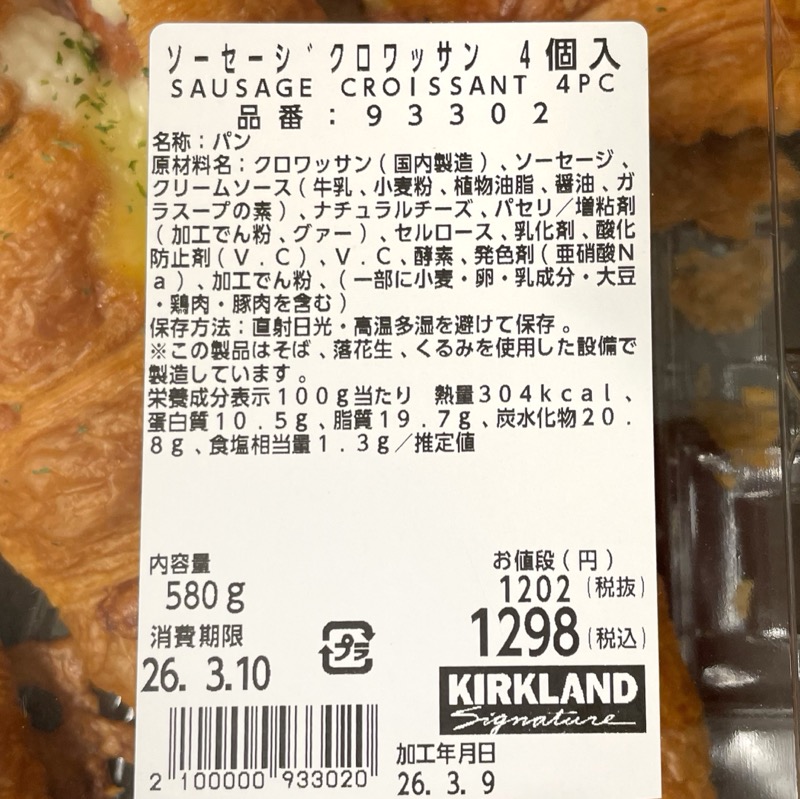 ソーセージクロワッサン 4個入
SAUSAGE CROISSANT 4PC
品番:93302
名称:パン
原材料名:クロワッサン(国内製造)、ソーセージ、
クリームソース(牛乳、小麦粉、植物油脂、醤油、ガ
ラスープの素)、ナチュラルチーズ、パセリ/増粘剤
(加工でん粉、グァー)、セルロース、乳化剤、酸化
防止剤(V.C)、V.C、酵素、発色剤(亜硝酸N
a)、加工でん粉、(一部に小麦・卵・乳成分・大豆
・鶏肉・豚肉を含む)
保存方法:直射日光・高温多湿を避けて保存。
※この製品はそば、落花生、くるみを使用した設備で
製造しています。
栄養成分表示100g当たり 熱量304kcal、
蛋白質10.5g、脂質19.7g、炭水化物20.
8g、食塩相当量1.3g/推定値
内容量
580g
お値段(円)
1202(税抜)
1298(税込)
消費期限
26. 3.10
プラ
KIRKLAND
Signature
2 100000 933020
加工年月日
26. 3. 9